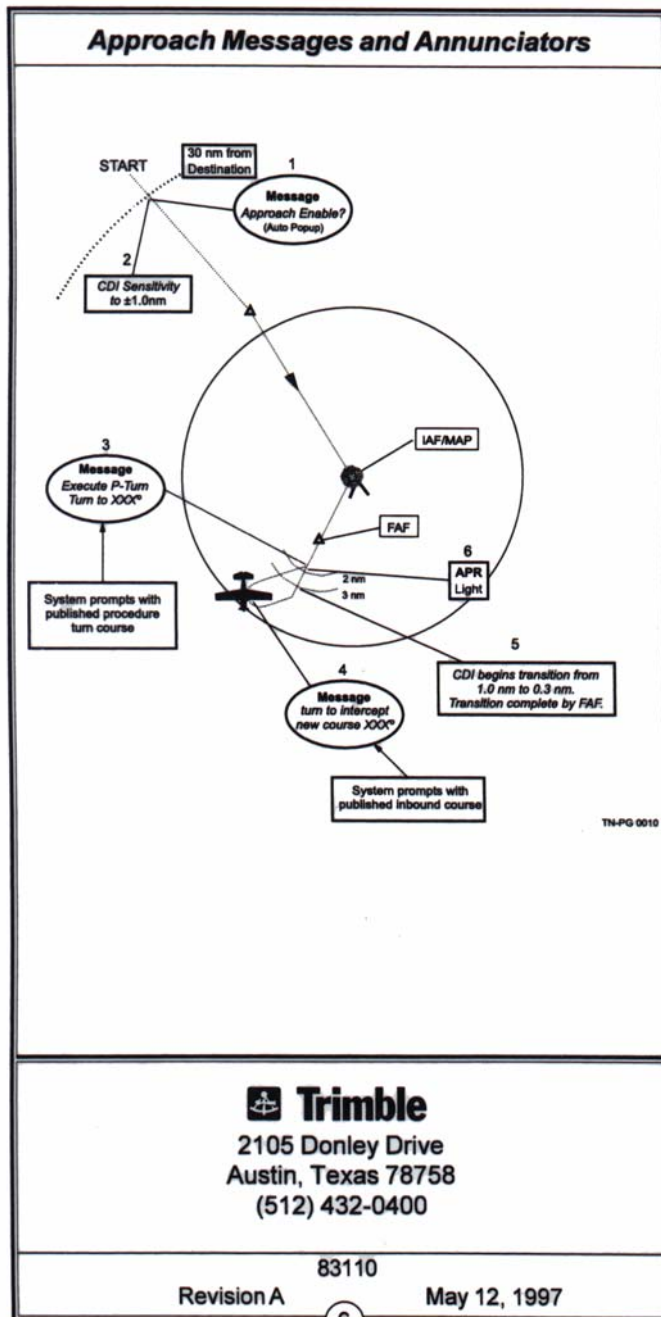 Approach Messages and Annunciators
START
30 nm from
Destination
1
Message
Approach Enable?
(Auto Popup)
2
CDI Sensitivity
to ±1.0nm
3
Message
Execute P-Turn
Turn to XXXº
IAF/MAP
FAF
6
APR
Light
2 nm
3 nm
System prompts with
published procedure
turn course
4
Message
turn to intercept
new course XXXº
5
CDI begins transition from
1.0 nm to 0.3 nm.
Transition complete by FAF.
System prompts with
published inbound course
TN-PG 0010
Trimble
2105 Donley Drive
Austin, Texas 78758
(512) 432-0400
83110
Revision A May 12, 1997